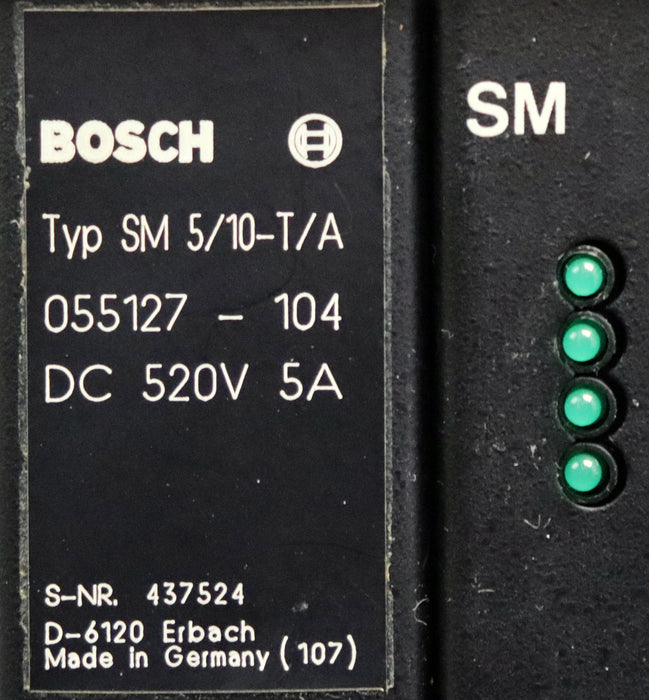 BOSCH
Typ SM 5/10-T/A
055127 - 104
DC 520V 5A
S-NR. 437524
D-6120 Erbach
Made in Germany (107)
SM